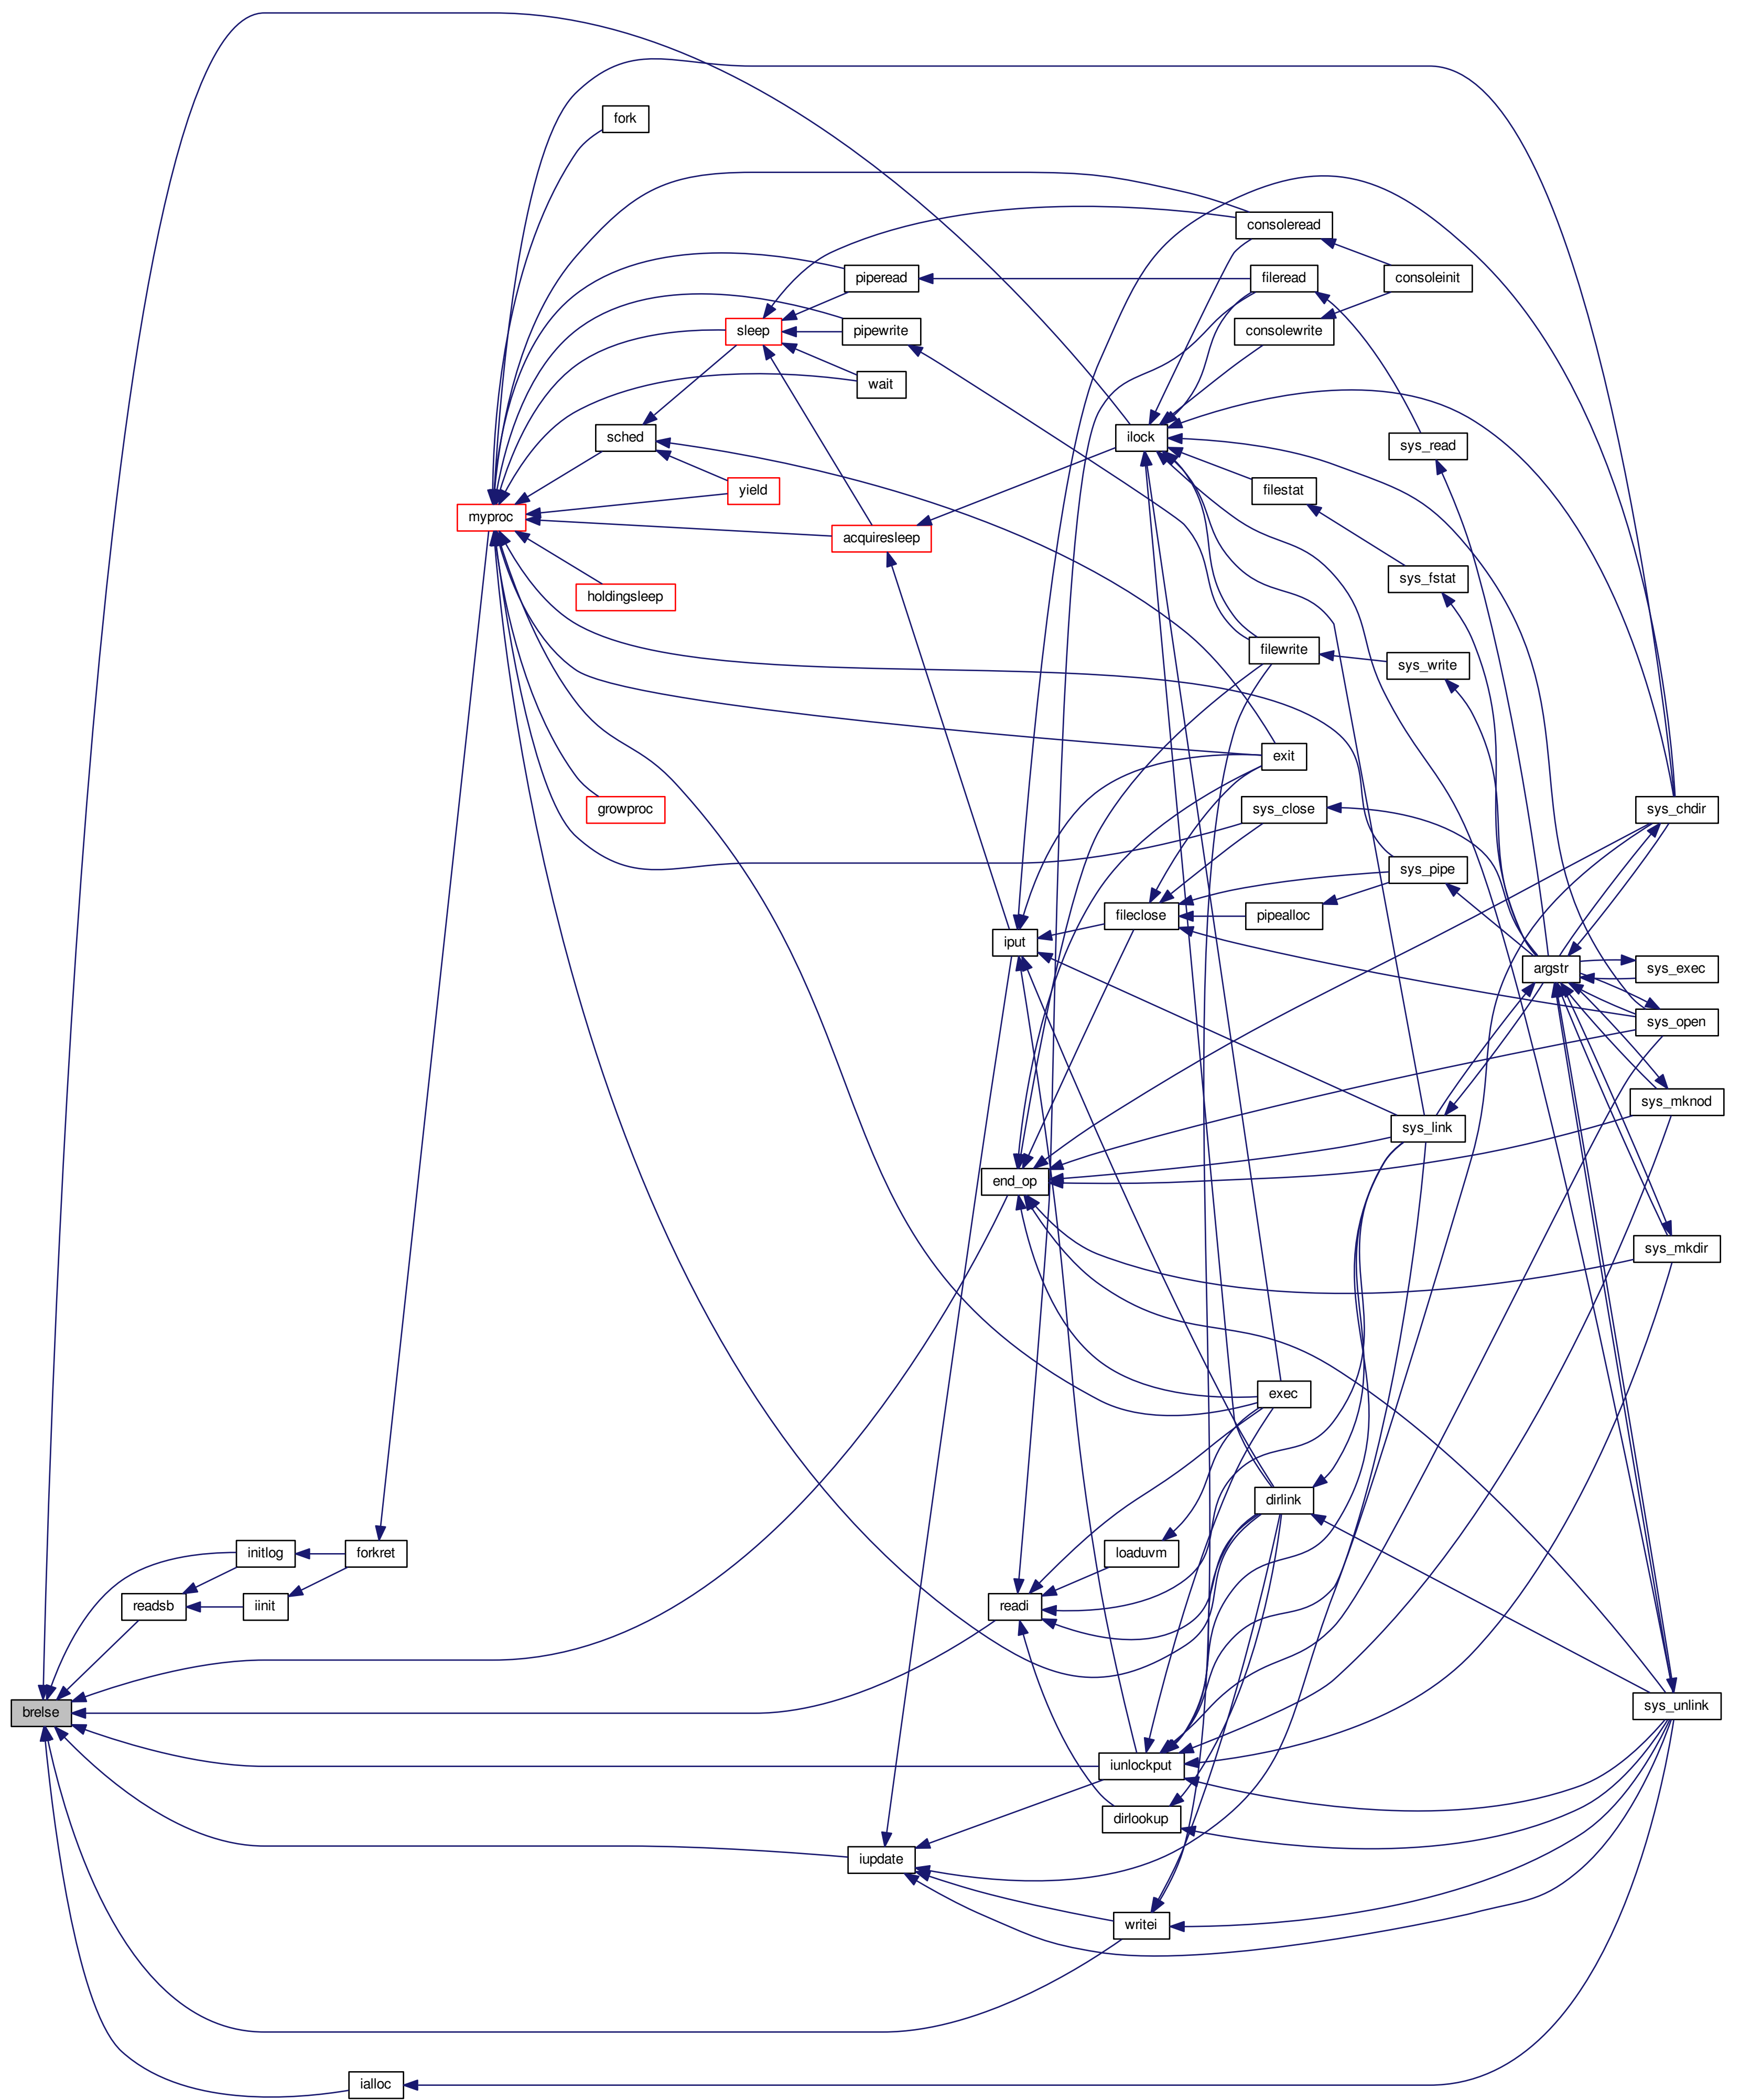 fork
consoleread
piperead
fileread
consoleinit
sleep
pipewrite
consolewrite
wait
sched
ilock
sys_read
yield
filestat
myproc
acquiresleep
sys_fstat
holdingsleep
filewrite
sys_write
exit
growproc
sys_close
sys_chdir
sys_pipe
fileclose
pipealloc
iput
argstr
sys_exec
sys_open
sys_mknod
sys_link
end_op
sys_mkdir
exec
dirlink
initlog
forkret
loaduvm
readsb
iinit
readi
brelse
sys_unlink
iunlockput
dirlookup
iupdate
writei
ialloc